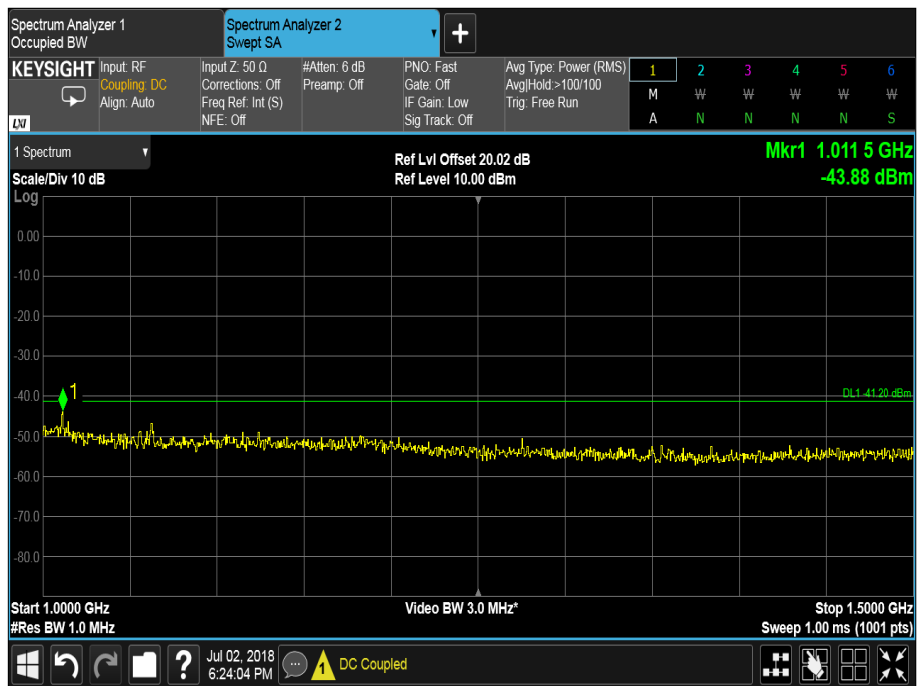 Spectrum Analyzer 1
Occupied BW
Spectrum Analyzer 2
Swept SA
+
KEYSIGHT
LXI
Input: RF
Coupling: DC
Align: Auto
Input Z: 50 Ω
Corrections: Off
Freq Ref: Int (S)
NFE: Off
#Atten: 6 dB
Preamp: Off
PNO: Fast
Gate: Off
IF Gain: Low
Sig Track: Off
Avg Type: Power (RMS)
Avg|Hold:>100/100
Trig: Free Run
1 2 3 4 5 6
M W W W W W
A N N N N S
1 Spectrum
Scale/Div 10 dB
Log
Ref Lvl Offset 20.02 dB
Ref Level 10.00 dBm
Mkr1 1.011 5 GHz
-43.88 dBm
0.00
-10.0
-20.0
-30.0
-40.0
-50.0
-60.0
-70.0
-80.0
1
DL1 -41.20 dBm
Start 1.0000 GHz
#Res BW 1.0 MHz
Video BW 3.0 MHz*
Stop 1.5000 GHz
Sweep 1.00 ms (1001 pts)
?
Jul 02, 2018
6:24:04 PM
1
DC Coupled